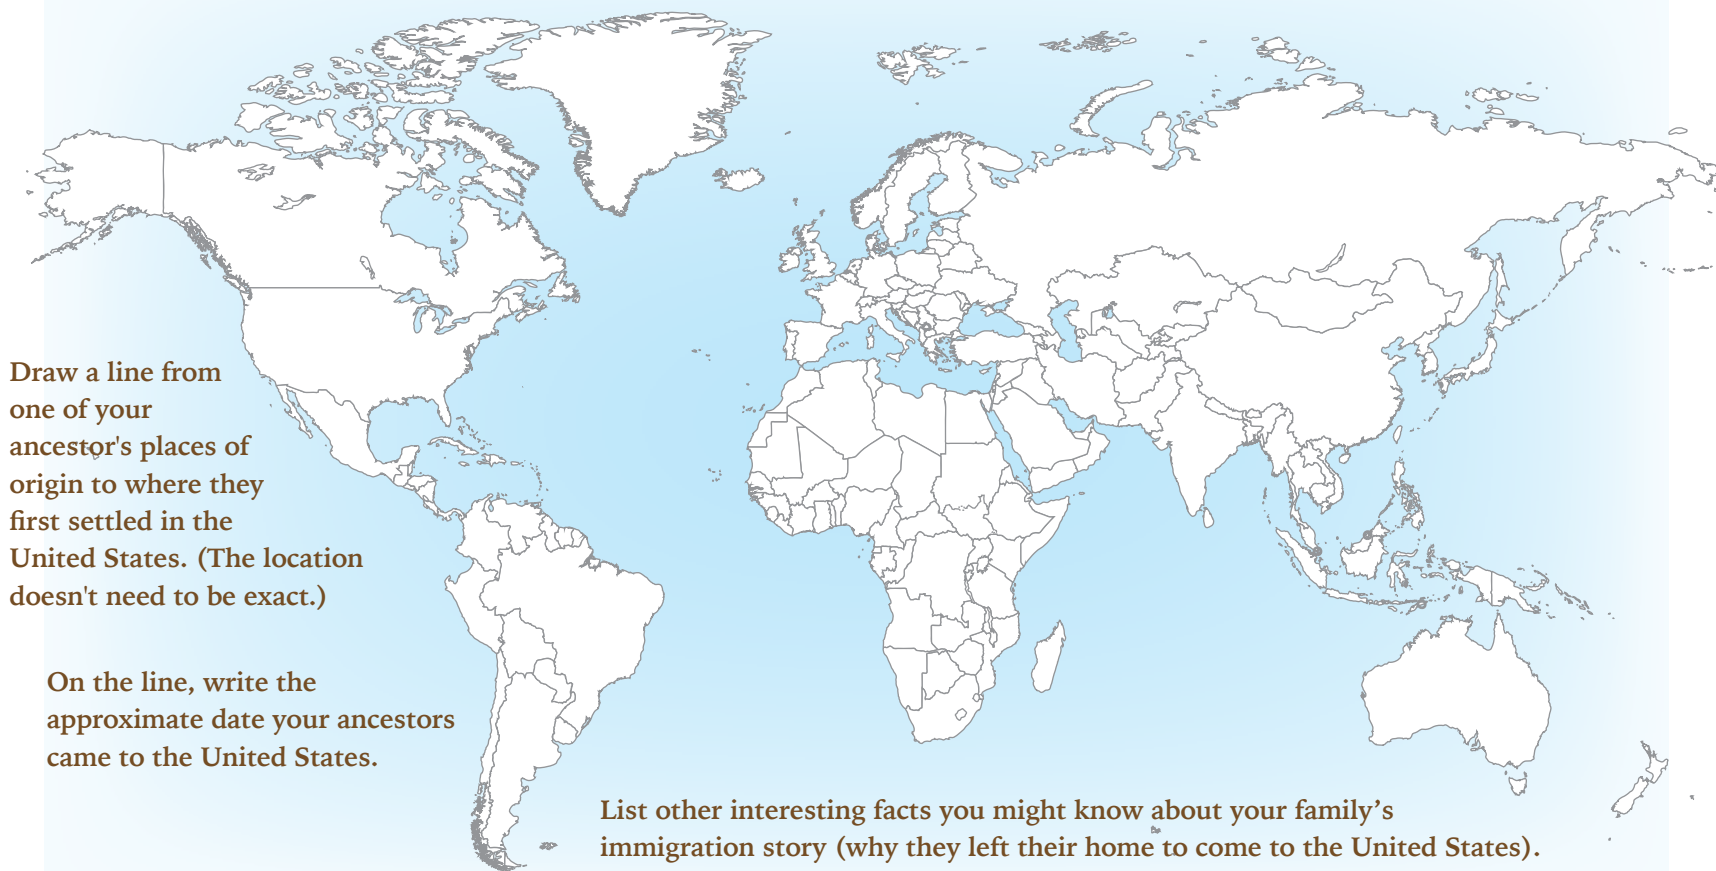 Draw a line from
one of your
ancestor's places of
origin to where they
first settled in the
United States. (The location
doesn't need to be exact.)
On the line, write the
approximate date your ancestors
came to the United States.
List other interesting facts you might know about your family’s
immigration story (why they left their home to come to the United States).